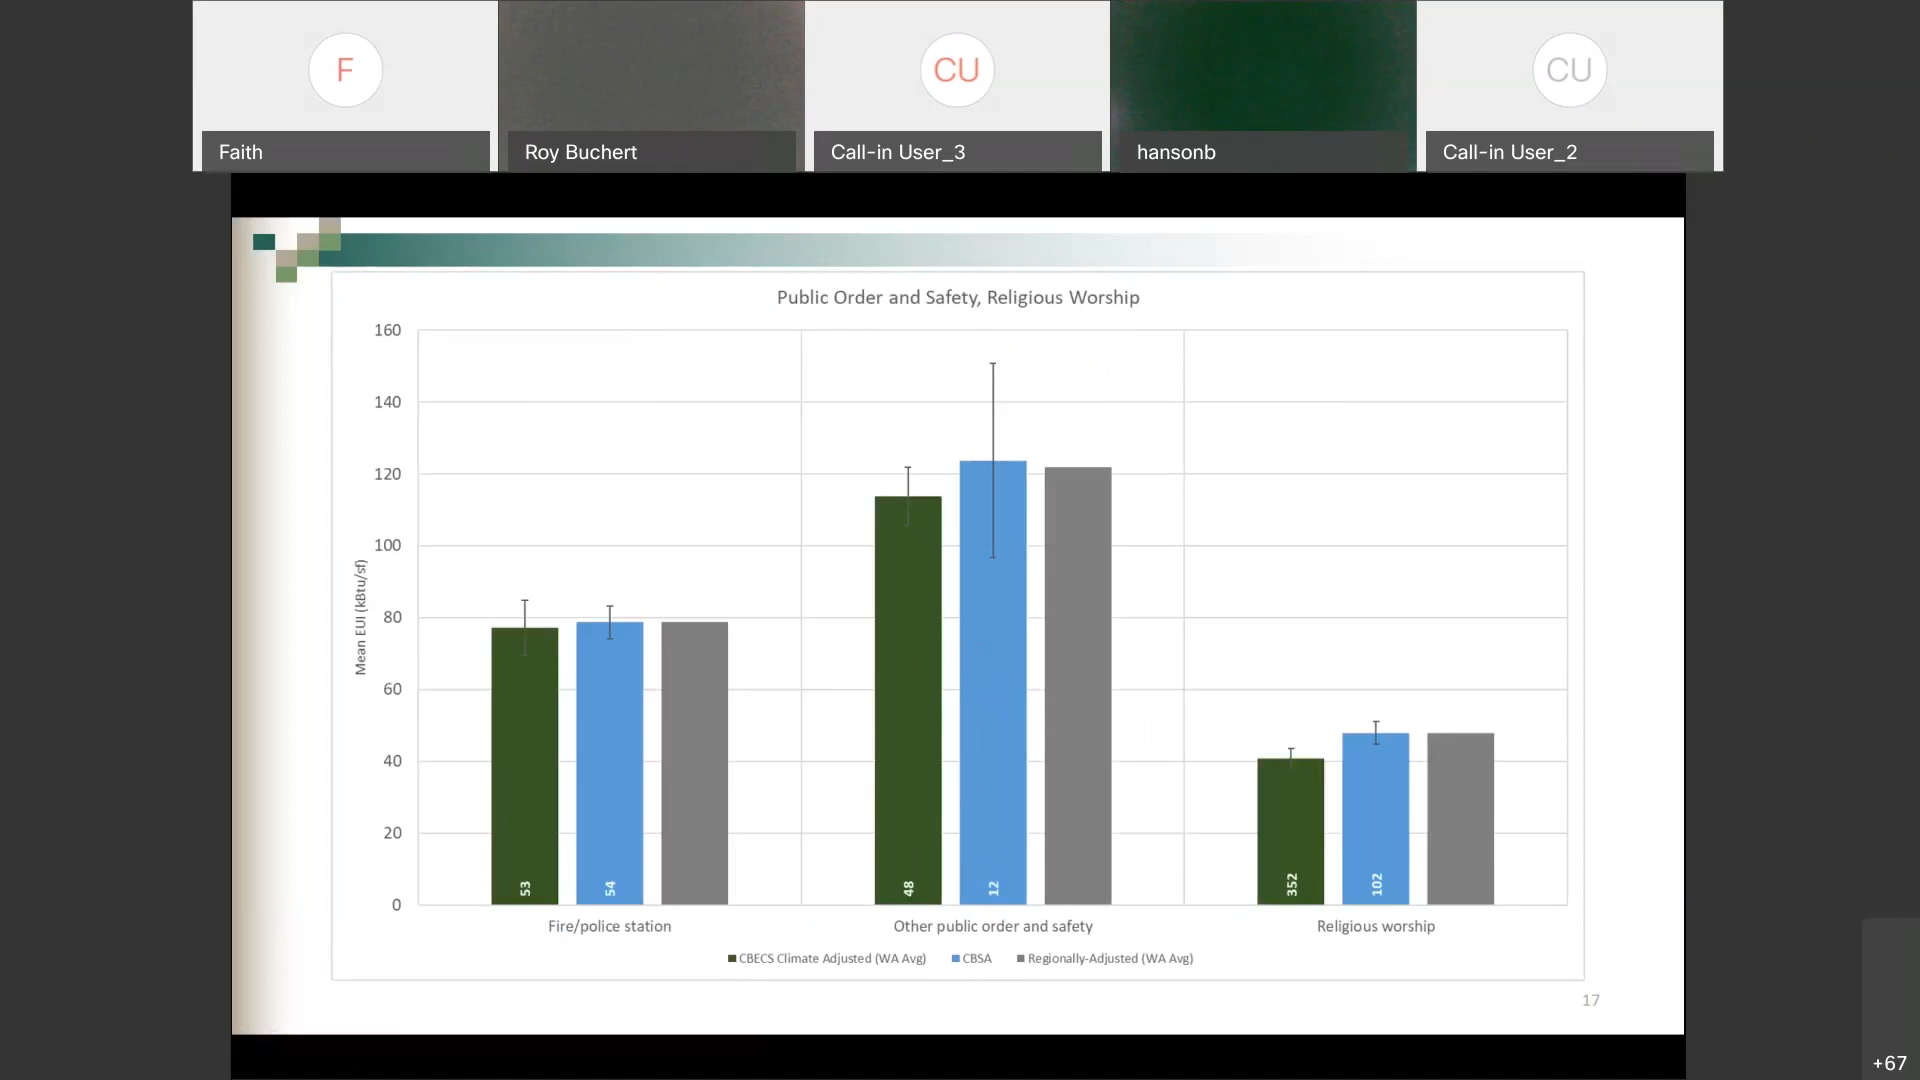 F
CU
CU
Faith
Roy Buchert
Call-in User_3
hansonb
Call-in User_2
Public Order and Safety, Religious Worship
160
140
120
100
80
60
40
20
0
Mean EUI (kBtu/sf)
53
54
48
12
352
102
Fire/police station
Other public order and safety
Religious worship
CBECS Climate Adjusted (WA Avg)
CBSA
Regionally-Adjusted (WA Avg)
17
+67